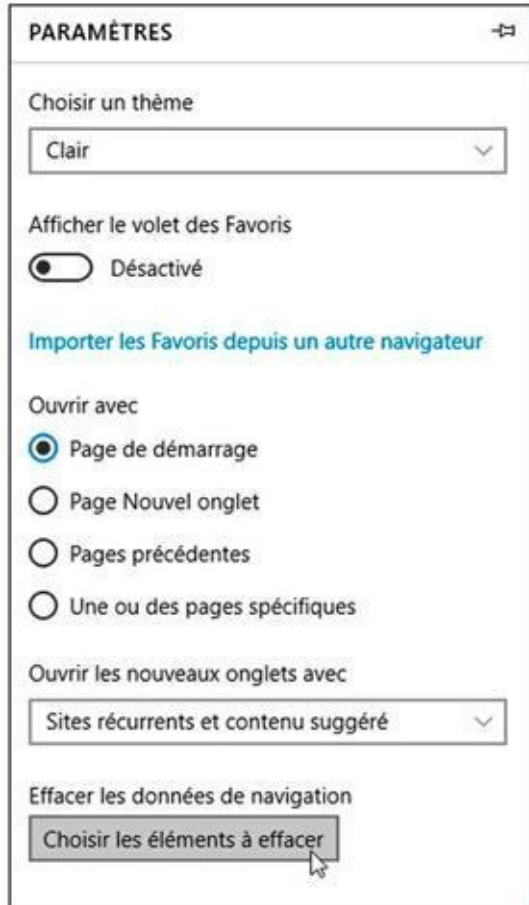 PARAMÈTRES
Choisir un thème
Clair
Afficher le volet des Favoris
Désactivé
Importer les Favoris depuis un autre navigateur
Ouvrir avec
Page de démarrage
Page Nouvel onglet
Pages précédentes
Une ou des pages spécifiques
Ouvrir les nouveaux onglets avec
Sites récurrents et contenu suggéré
Effacer les données de navigation
Choisir les éléments à effacer